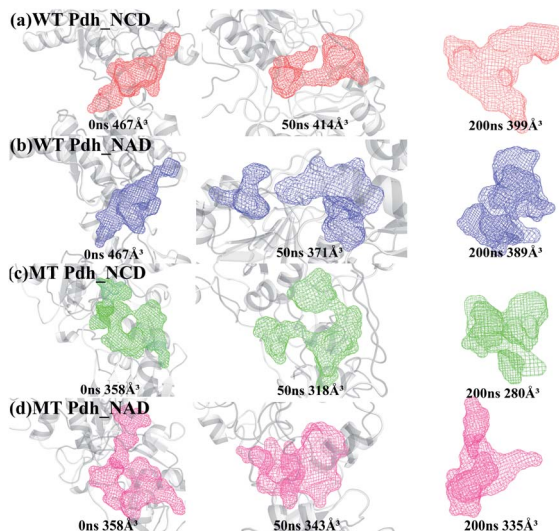 (a)WT Pdh_NCD
0ns 467Å³ 50ns 414Å³ 200ns 399Å³
(b)WT Pdh_NAD
0ns 467Å³ 50ns 371Å³ 200ns 389Å³
(c)MT Pdh_NCD
0ns 358Å³ 50ns 318Å³ 200ns 280Å³
(d)MT Pdh_NAD
0ns 358Å³ 50ns 343Å³ 200ns 335Å³